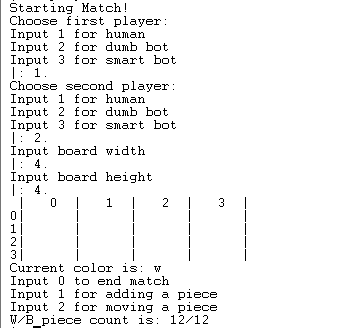 Starting Match!
Choose first player:
Input 1 for human
Input 2 for dumb bot
Input 3 for smart bot
|: 1.
Choose second player:
Input 1 for human
Input 2 for dumb bot
Input 3 for smart bot
|: 2.
Input board width
|: 4.
Input board height
|: 4.
| 0 | 1 | 2 | 3 |
0| | | | |
1| | | | |
2| | | | |
3| | | | |
Current color is: w
Input 0 to end match
Input 1 for adding a piece
Input 2 for moving a piece
W/B_piece count is: 12/12